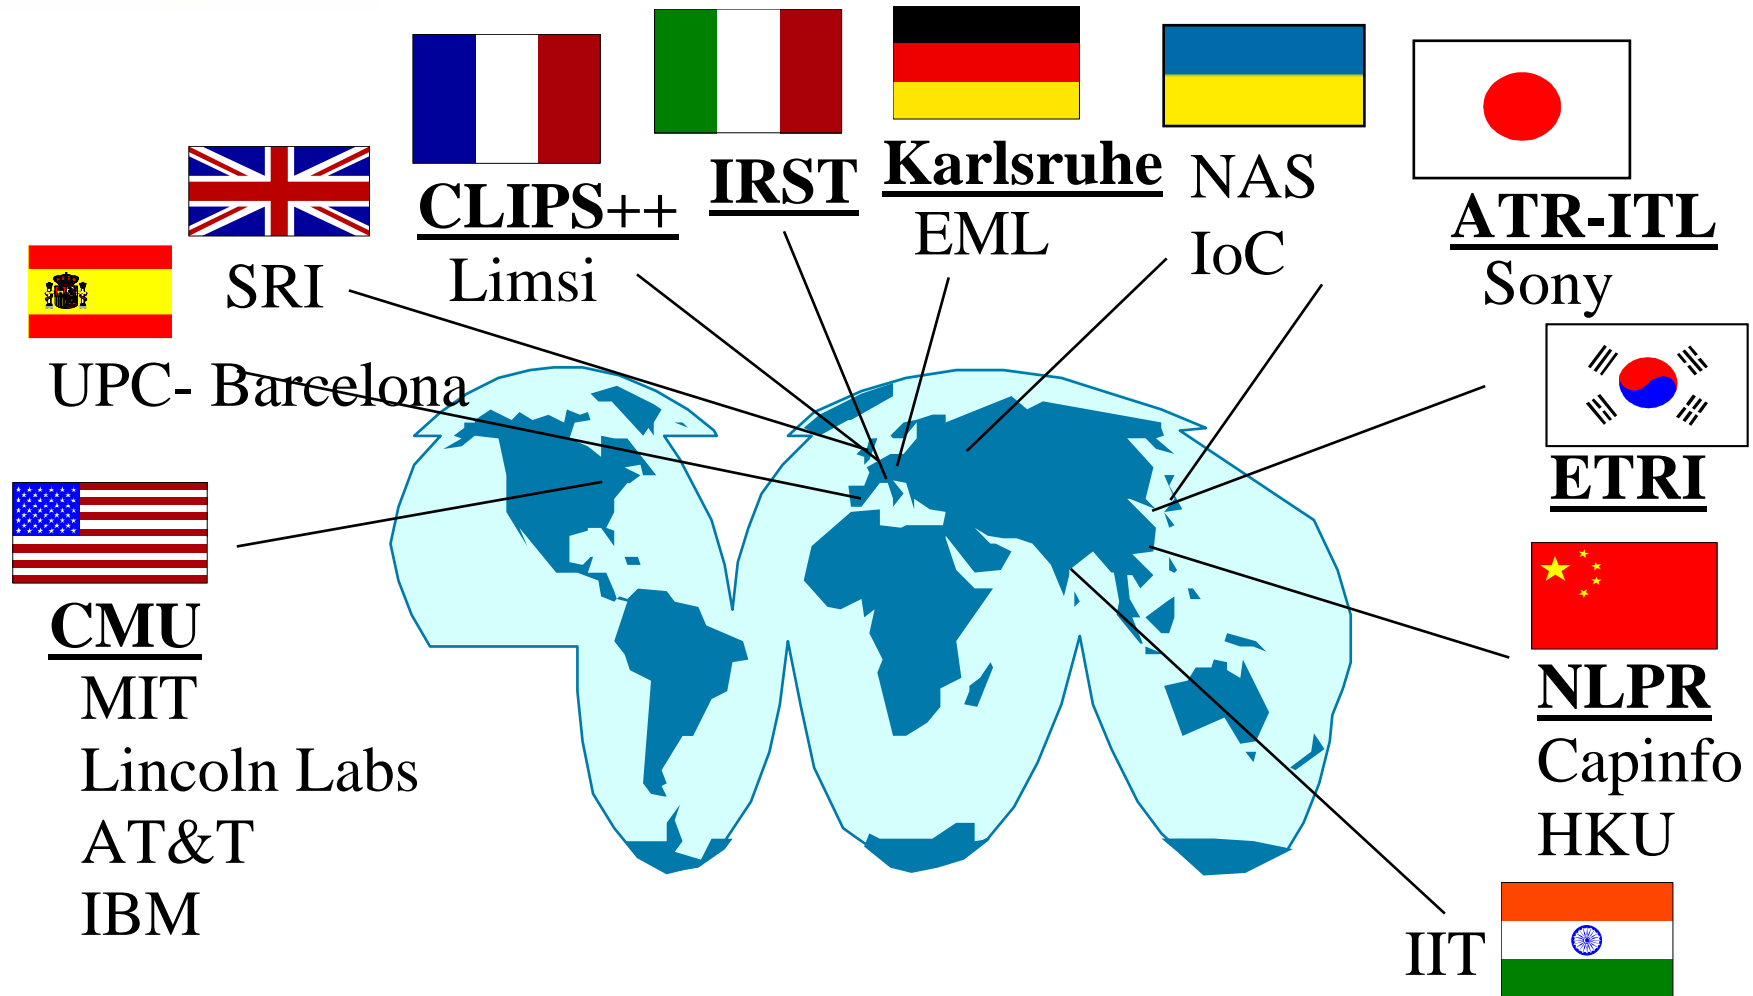 CLIPS++
Limsi
IRST
Karlsruhe
EML
NAS
IoC
ATR-ITL
Sony
SRI
UPC- Barcelona
ETRI
CMU
MIT
Lincoln Labs
AT&T
IBM
NLPR
Capinfo
HKU
IIT